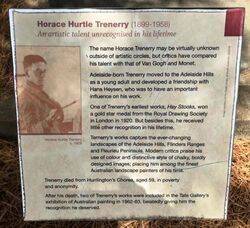 Horace Hurtle Trenerry (1899-1958)
An artistic talent unrecognised in his lifetime
The name Horace Trenerry may be virtually unknown
outside of artistic circles, but critics have compared
his talent with that of Van Gogh and Monet.
Adelaide-born Trenerry moved to the Adelaide Hills
as a young adult and developed a friendship with
Hans Heysen, who was to have an important
influence on his work.
One of Trenerry's earliest works, Hay Stooks, won
a gold star medal from the Royal Drawing Society
in London in 1920. But besides this, he received
little other recognition in his lifetime.
Trenerry's works capture the ever-changing
landscapes of the Adelaide Hills, Flinders Ranges
and Fleurieu Peninsula. Modern critics praise his
use of colour and distinctive style of chalky, boldly
designed images, placing him among the finest
Australian landscape painters of his time.
Trenerry died from Huntington's Chorea, aged 59, in poverty
and anonymity.
After his death, two of Trenerry's works were included in the Tate Gallery's
exhibition of Australian painting in 1962-63, belatedly giving him
the recognition he deserved.
Horace Hurtle Trenerry